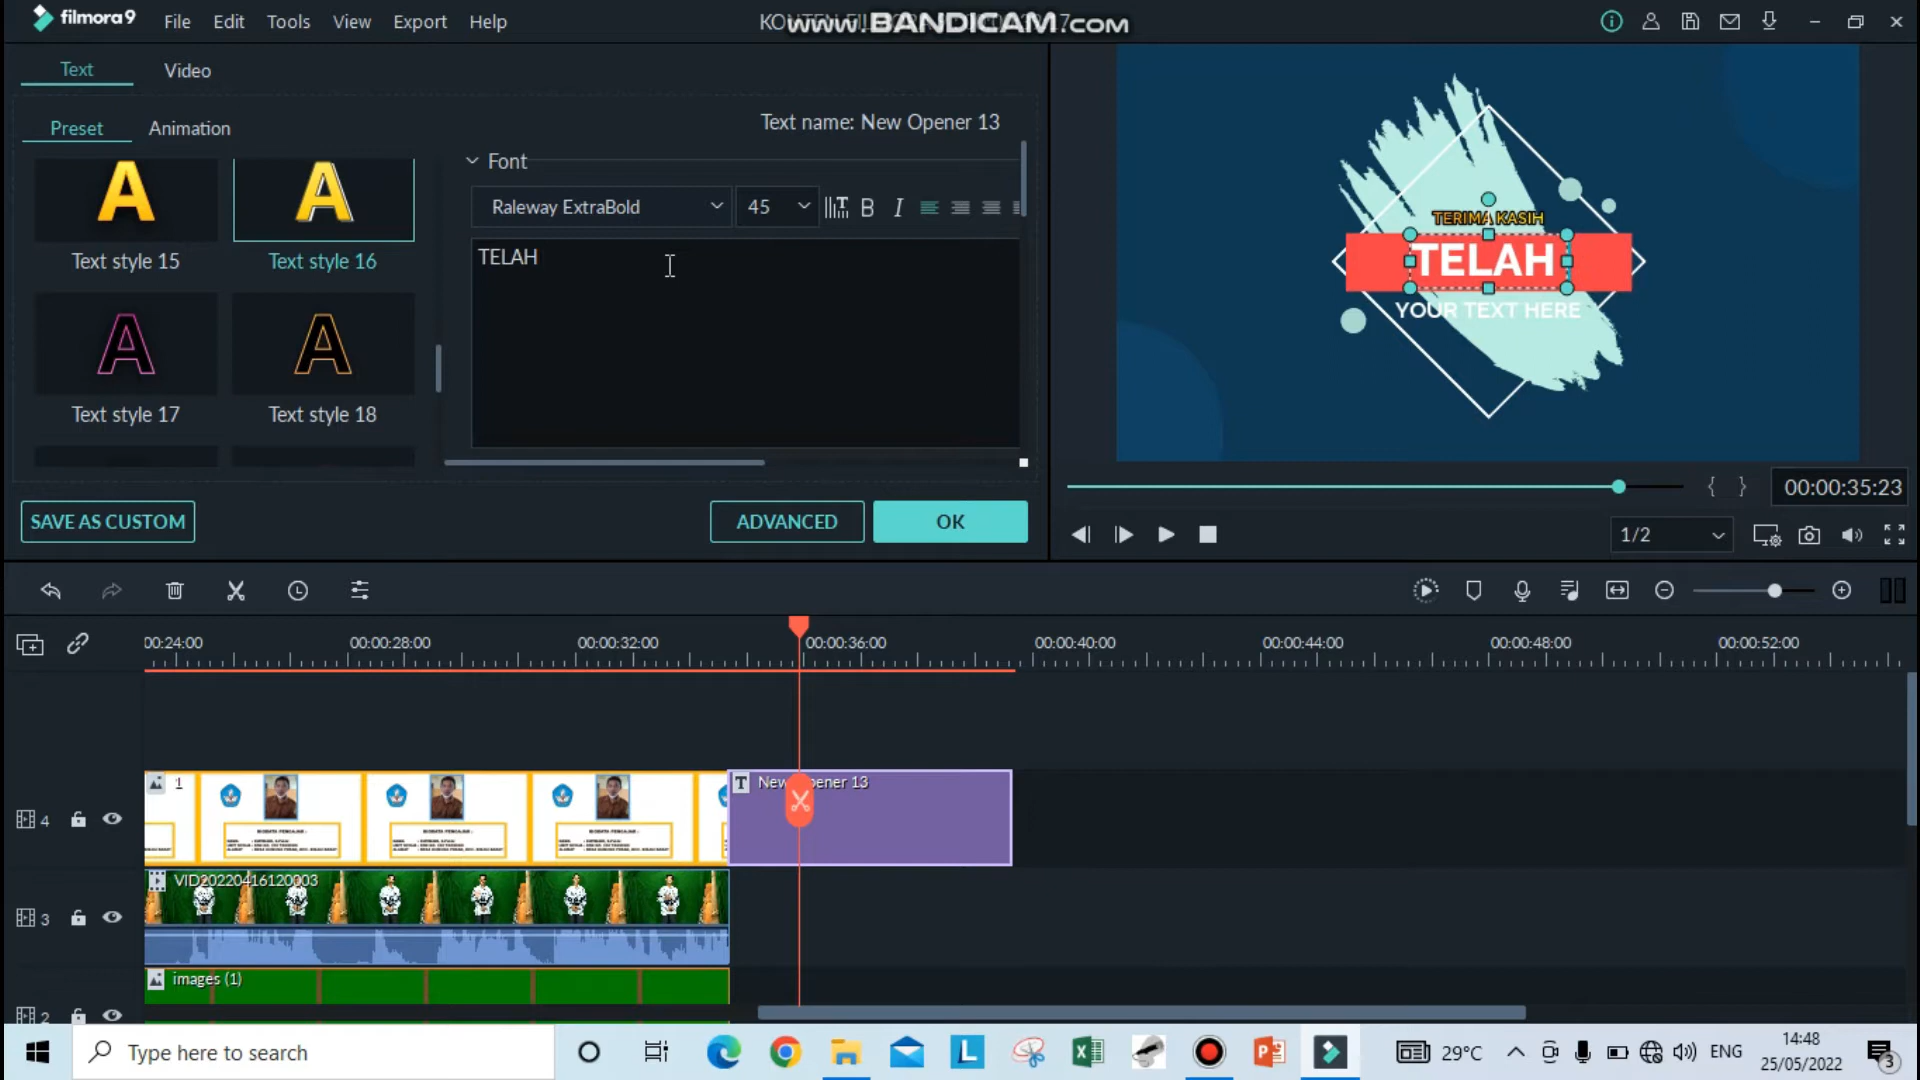 filmora9 File Edit Tools View Export Help
www.BANDICAM.com
Text Video
Preset Animation
Text name: New Opener 13
Font
Raleway ExtraBold 45 B I
TELAH
A A
Text style 15 Text style 16
A A
Text style 17 Text style 18
SAVE AS CUSTOM ADVANCED OK
TERIMA KASIH
TELAH
YOUR TEXT HERE
{ } 00:00:35:23
1/2
00:24:00 00:00:28:00 00:00:32:00 00:00:36:00 00:00:40:00 00:00:44:00 00:00:48:00 00:00:52:00
4 1 T New Opener 13
3 VID20220416120003
images (1)
2
Type here to search
L
29°C ENG
14:48
25/05/2022
3